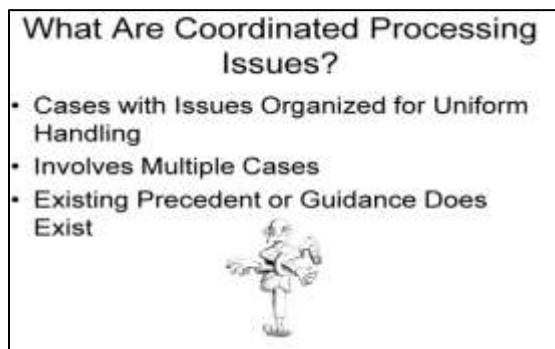 What Are Coordinated Processing
Issues?
• Cases with Issues Organized for Uniform
Handling
• Involves Multiple Cases
• Existing Precedent or Guidance Does
Exist